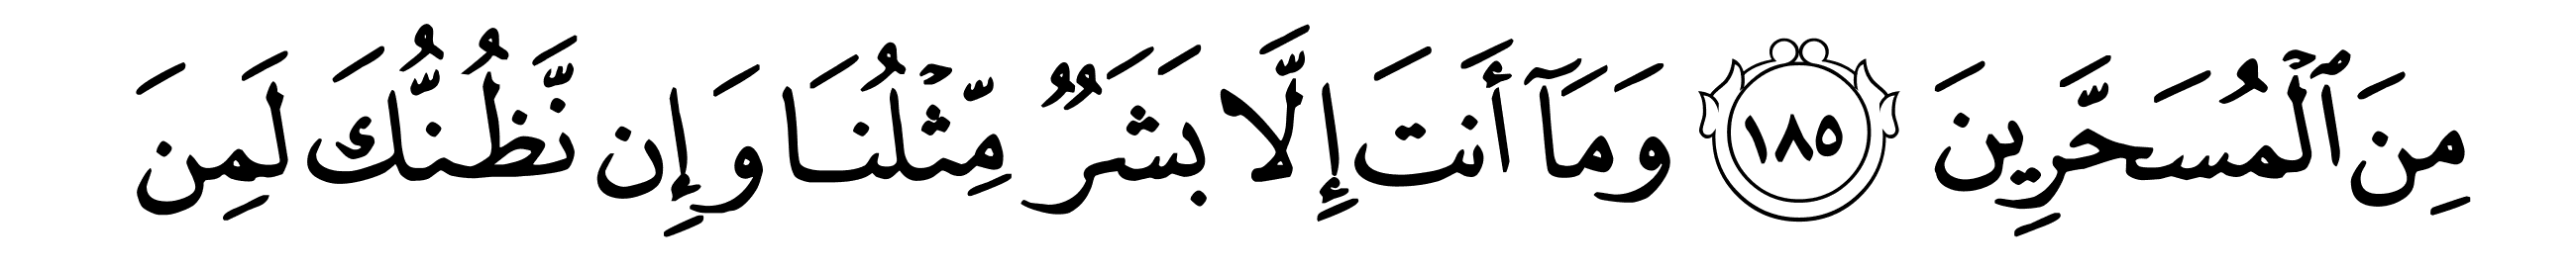 مِنَ ٱلْمُسَحَّرِينَ ١٨٥ وَمَآ أَنتَ إِلَّا بَشَرٌ مِّثْلُنَا وَإِن نَّظُنُّكَ لَمِنَ